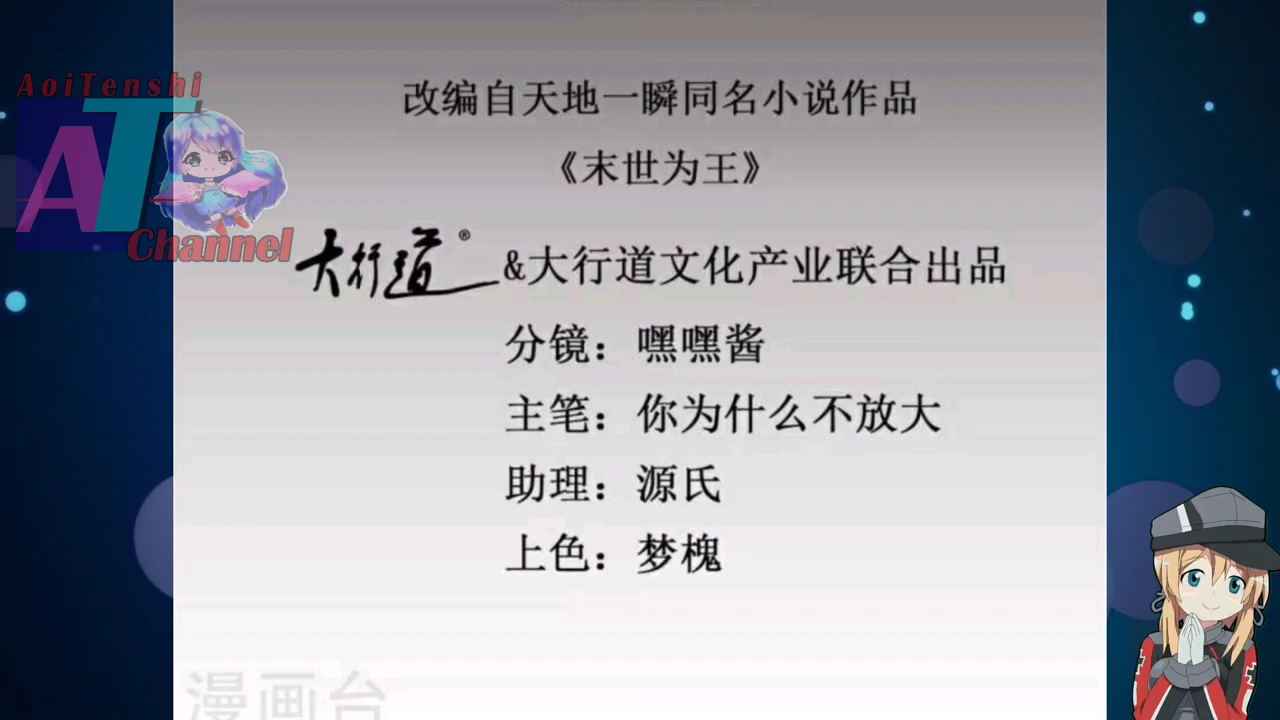 AoiTenshi
AT
Channel
改编自天地一瞬同名小说作品
《末世为王》
大行道® &大行道文化产业联合出品
分镜：嘿嘿酱
主笔：你为什么不放大
助理：源氏
上色：梦槐
漫画台